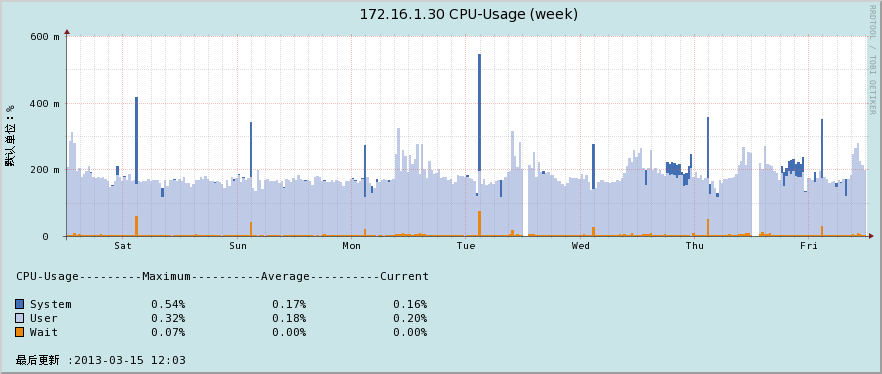 172.16.1.30 CPU-Usage (week)
RRDTOOL / TOBI OETIKER
默认单位：%
600 m
400 m
200 m
0
Sat Sun Mon Tue Wed Thu Fri
CPU-Usage---------Maximum----------Average----------Current
System 0.54% 0.17% 0.16%
User 0.32% 0.18% 0.20%
Wait 0.07% 0.00% 0.00%
最后更新 :2013-03-15 12:03